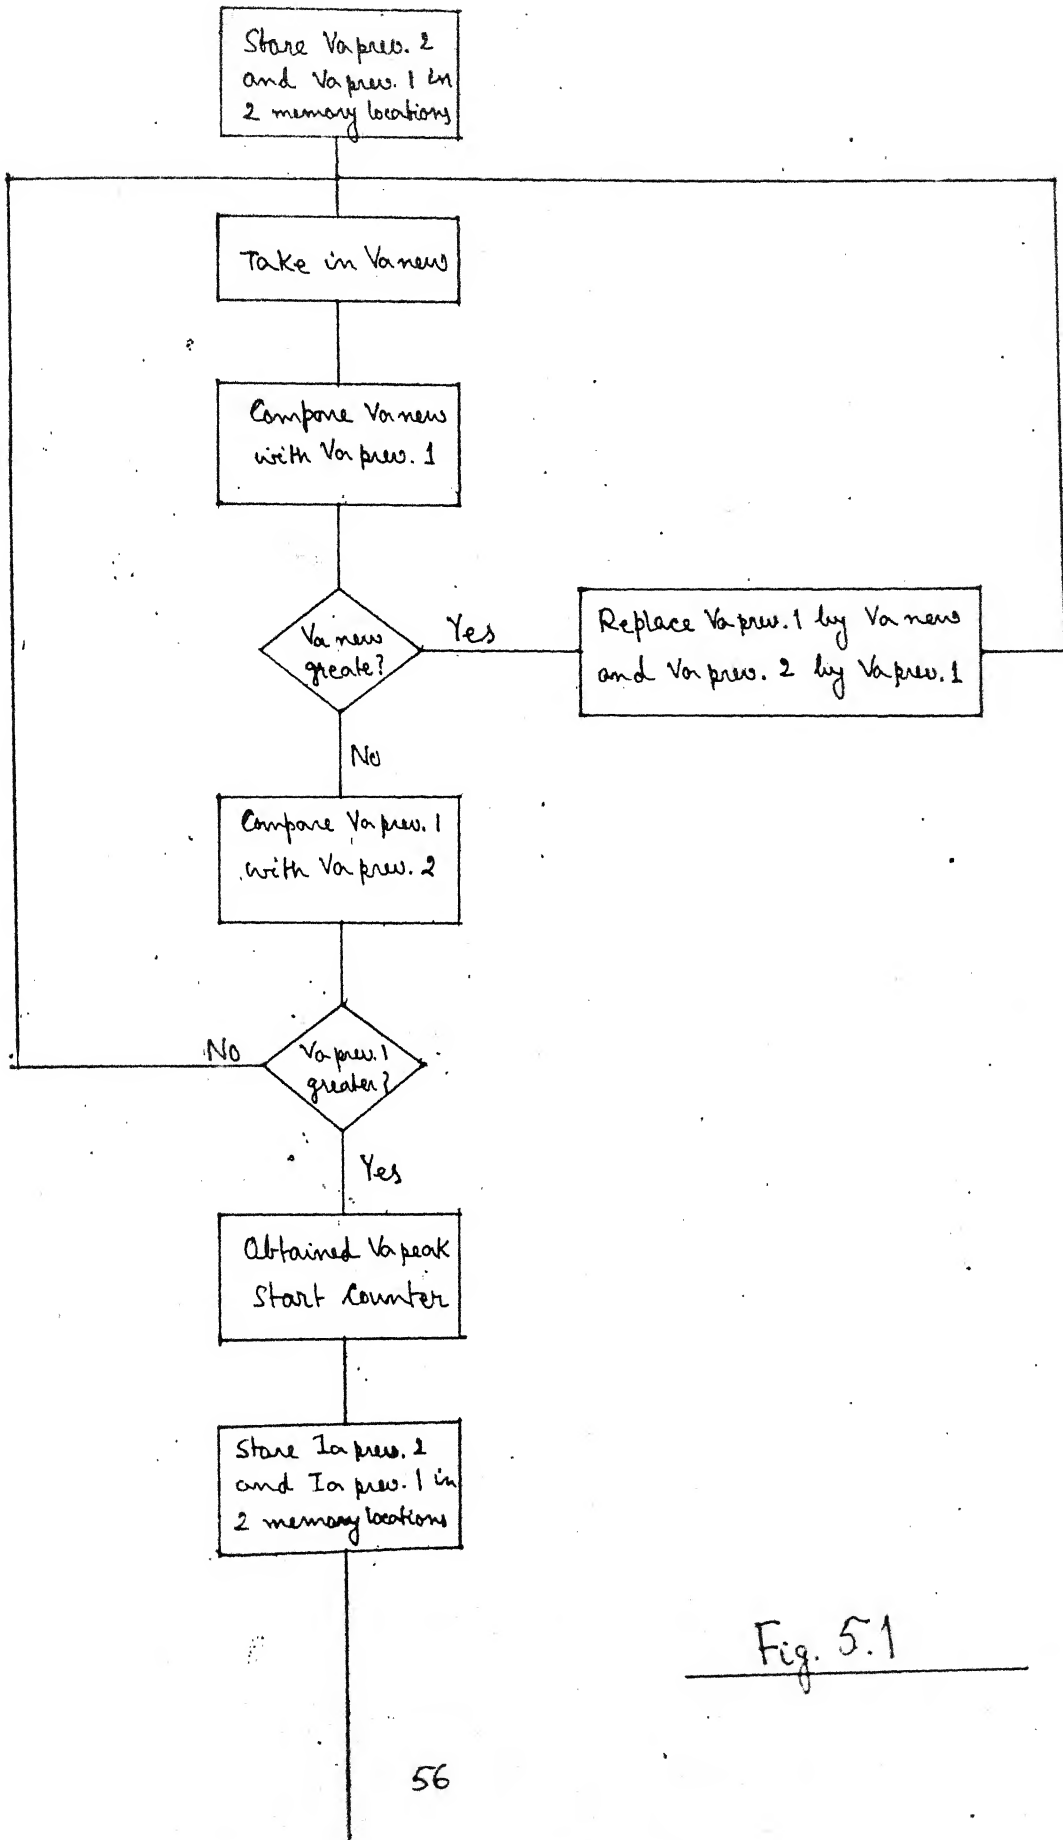 Store Va prev. 2
and Va prev. 1 in
2 memory locations
Take in Va new
Compare Va new
with Va prev. 1
Va new
greate?
Yes
Replace Va prev. 1 by Va new
and Va prev. 2 by Va prev. 1
No
Compare Va prev. 1
with Va prev. 2
No
Va prev. 1
greater?
Yes
Obtained Va peak
Start Counter
Store Ia prev. 2
and Ia prev. 1 in
2 memory locations
Fig. 5.1
56